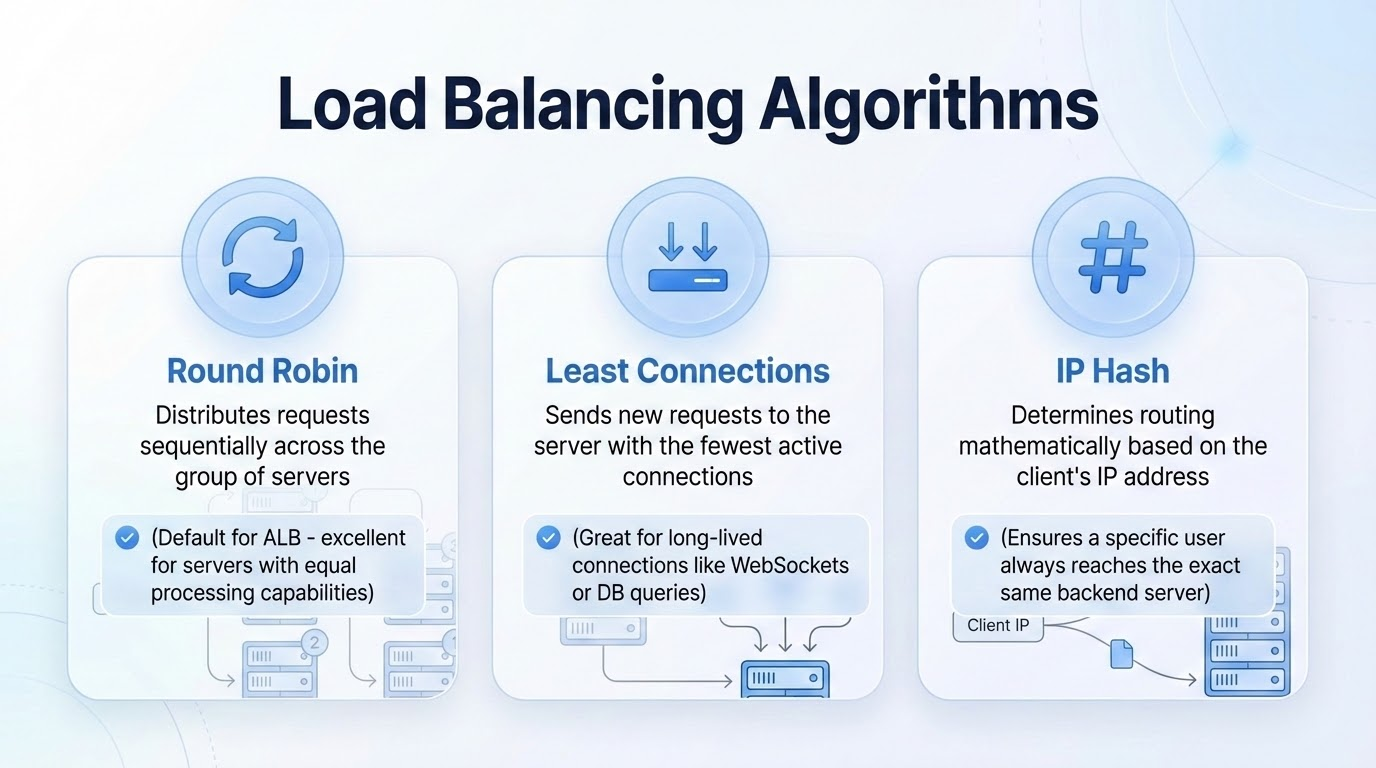 Load Balancing Algorithms
Round Robin
Distributes requests
sequentially across the
group of servers
(Default for ALB - excellent
for servers with equal
processing capabilities)
2
Least Connections
Sends new requests to the
server with the fewest active
connections
(Great for long-lived
connections like WebSockets
or DB queries)
IP Hash
Determines routing
mathematically based on the
client's IP address
(Ensures a specific user
always reaches the exact
same backend server)
Client IP